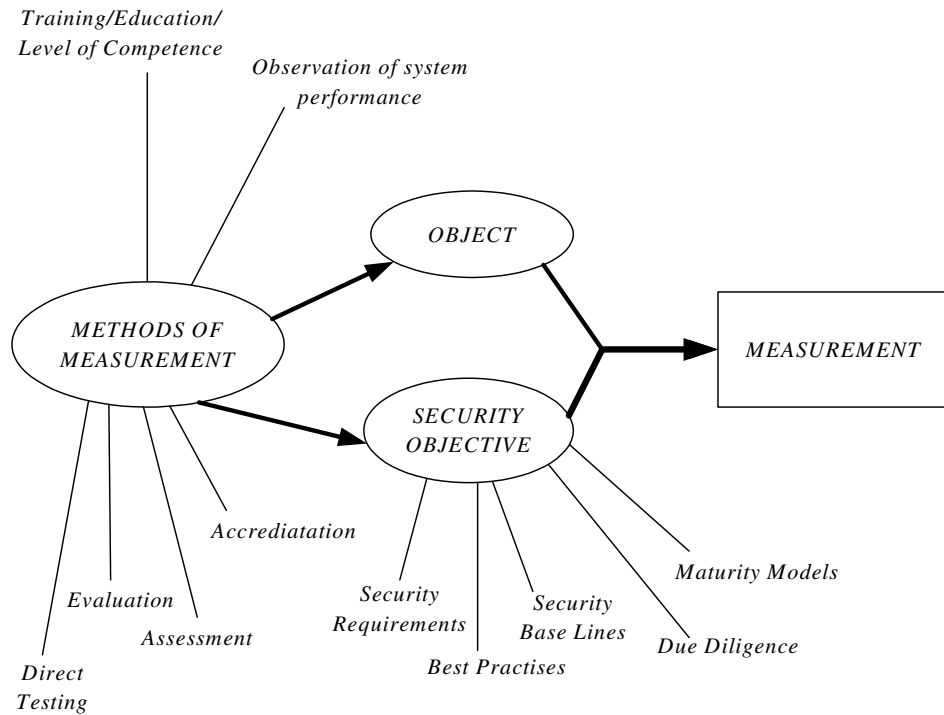 Training/Education/
Level of Competence
Observation of system
performance
OBJECT
METHODS OF
MEASUREMENT
MEASUREMENT
SECURITY
OBJECTIVE
Accrediatation
Maturity Models
Evaluation
Security
Requirements
Security
Base Lines
Assessment
Due Diligence
Best Practises
Direct
Testing